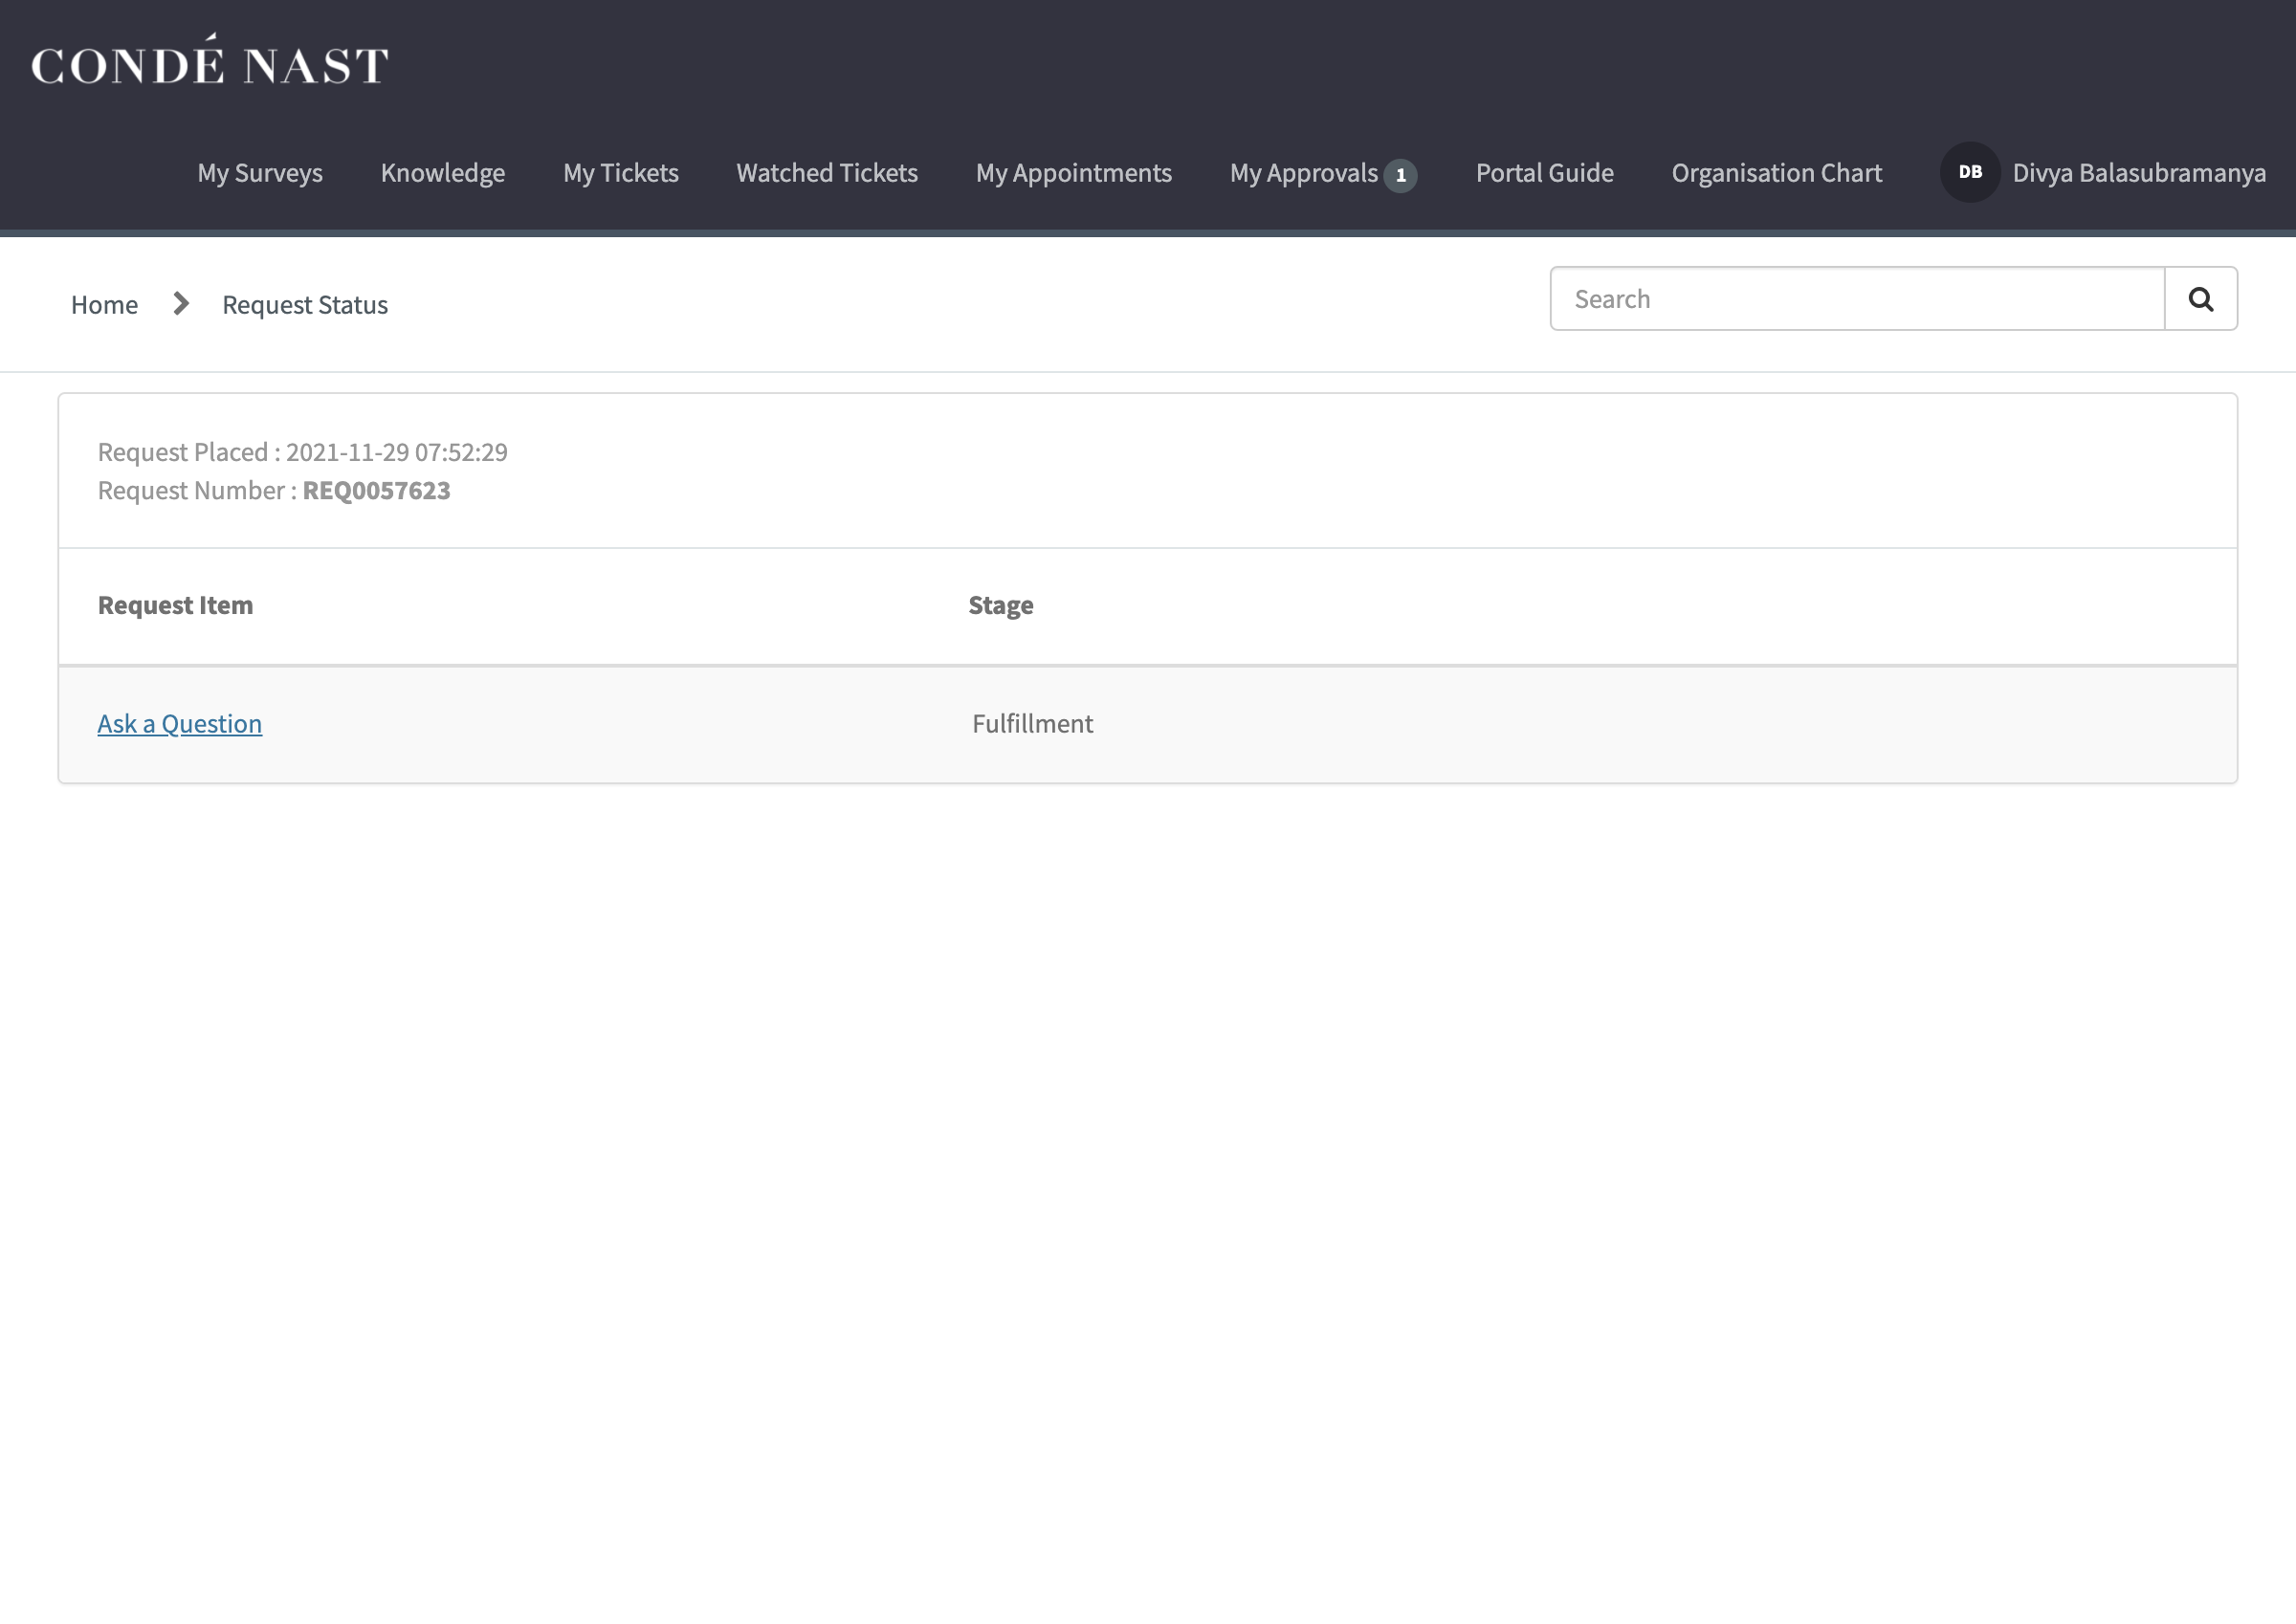 CONDÉ NAST
My Surveys Knowledge My Tickets Watched Tickets My Appointments My Approvals 1 Portal Guide Organisation Chart DB Divya Balasubramanya
Home Request Status
Search
Request Placed : 2021-11-29 07:52:29
Request Number : REQ0057623
Request Item Stage
Ask a Question Fulfillment